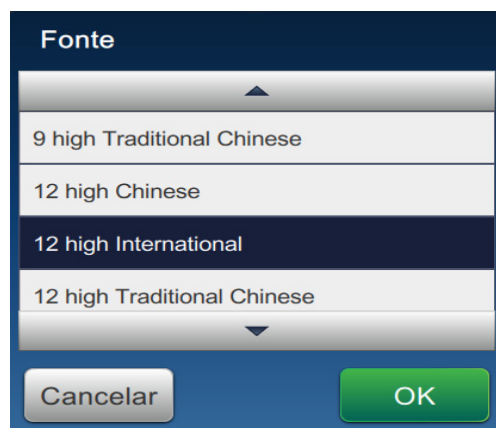 Fonte
9 high Traditional Chinese
12 high Chinese
12 high International
12 high Traditional Chinese
Cancelar
OK